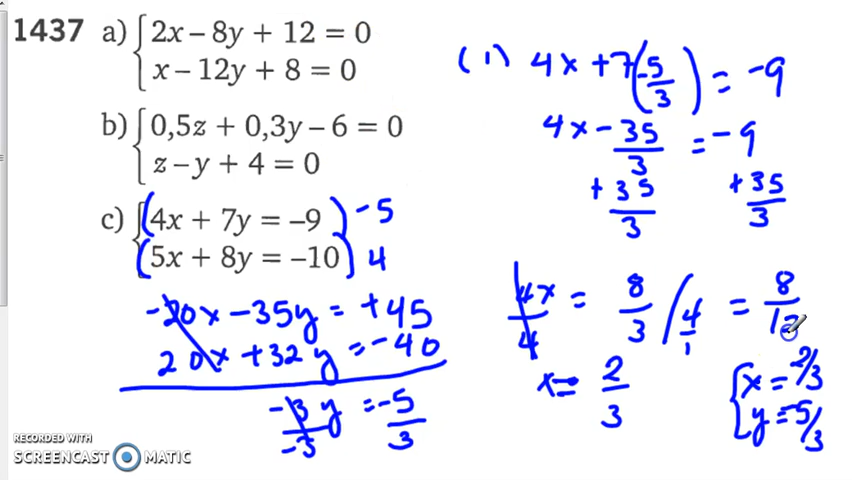 1437 a) { 2x – 8y + 12 = 0
x – 12y + 8 = 0
b) { 0,5z + 0,3y – 6 = 0
z – y + 4 = 0
c) { (4x + 7y = –9) -5
(5x + 8y = –10) 4
-20x - 35y = +45
20x + 32y = -40
-3y/-3 = -5/3
(1) 4x + 7(-5/3) = -9
4x - 35/3 = -9
+35/3 +35/3
4x/4 = 8/3 / 4/1 = 8/12
x = 2/3
{ x = 2/3
y = -5/3
RECORDED WITH
SCREENCAST MATIC